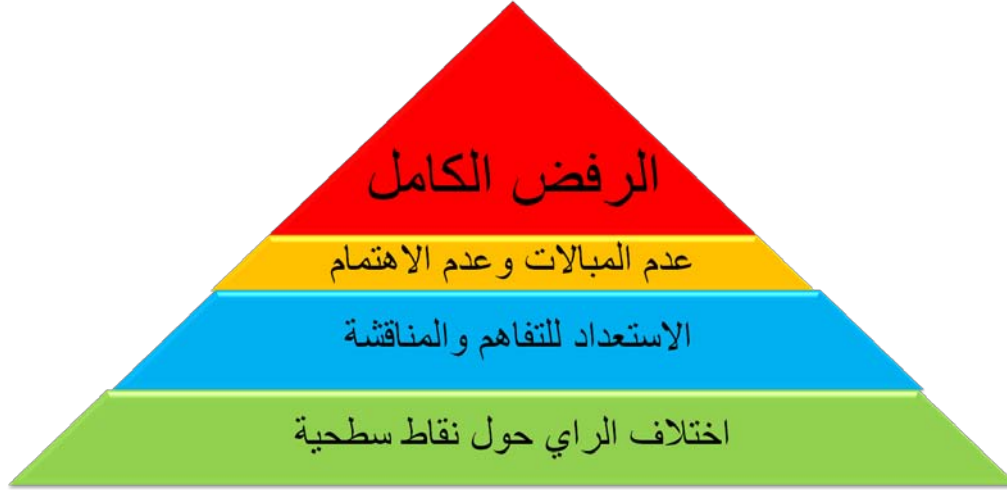 الرفض الكامل
عدم المبالات وعدم الاهتمام
الاستعداد للتفاهم والمناقشة
اختلاف الراي حول نقاط سطحية